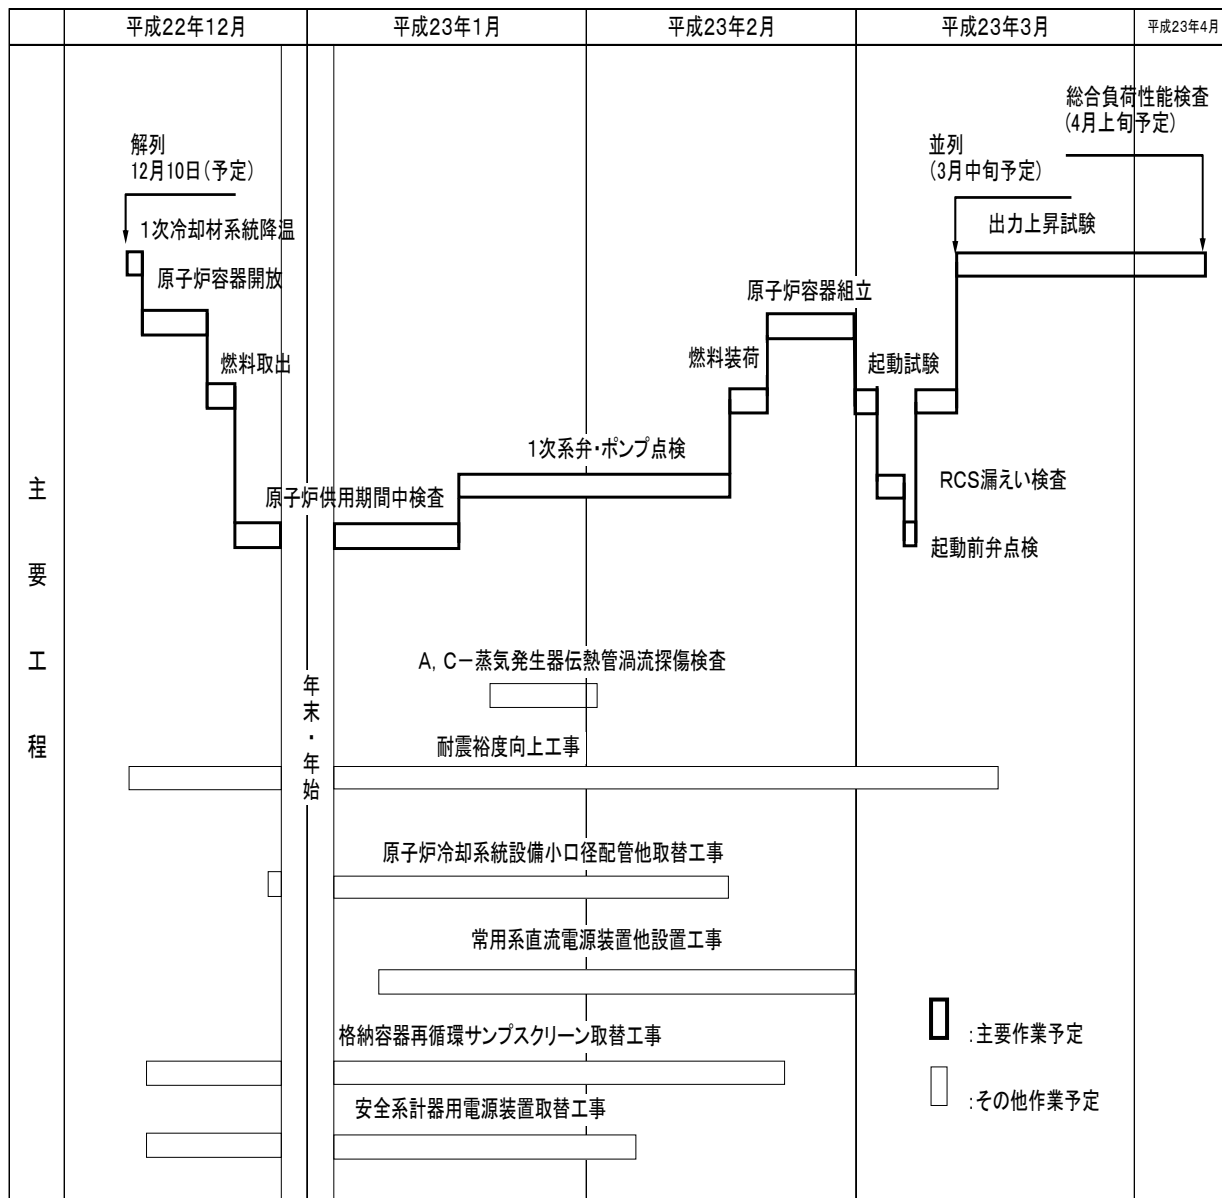 平成22年12月
平成23年1月
平成23年2月
平成23年3月
平成23年4月
総合負荷性能検査
(4月上旬予定)
解列
12月10日(予定)
並列
(3月中旬予定)
1次冷却材系統降温
出力上昇試験
原子炉容器開放
原子炉容器組立
燃料取出
燃料装荷
起動試験
1次系弁・ポンプ点検
原子炉供用期間中検査
RCS漏えい検査
起動前弁点検
主要工程
A, C－蒸気発生器伝熱管渦流探傷検査
年末・年始
耐震裕度向上工事
原子炉冷却系統設備小口径配管他取替工事
常用系直流電源装置他設置工事
格納容器再循環サンプスクリーン取替工事
:主要作業予定
安全系計器用電源装置取替工事
:その他作業予定